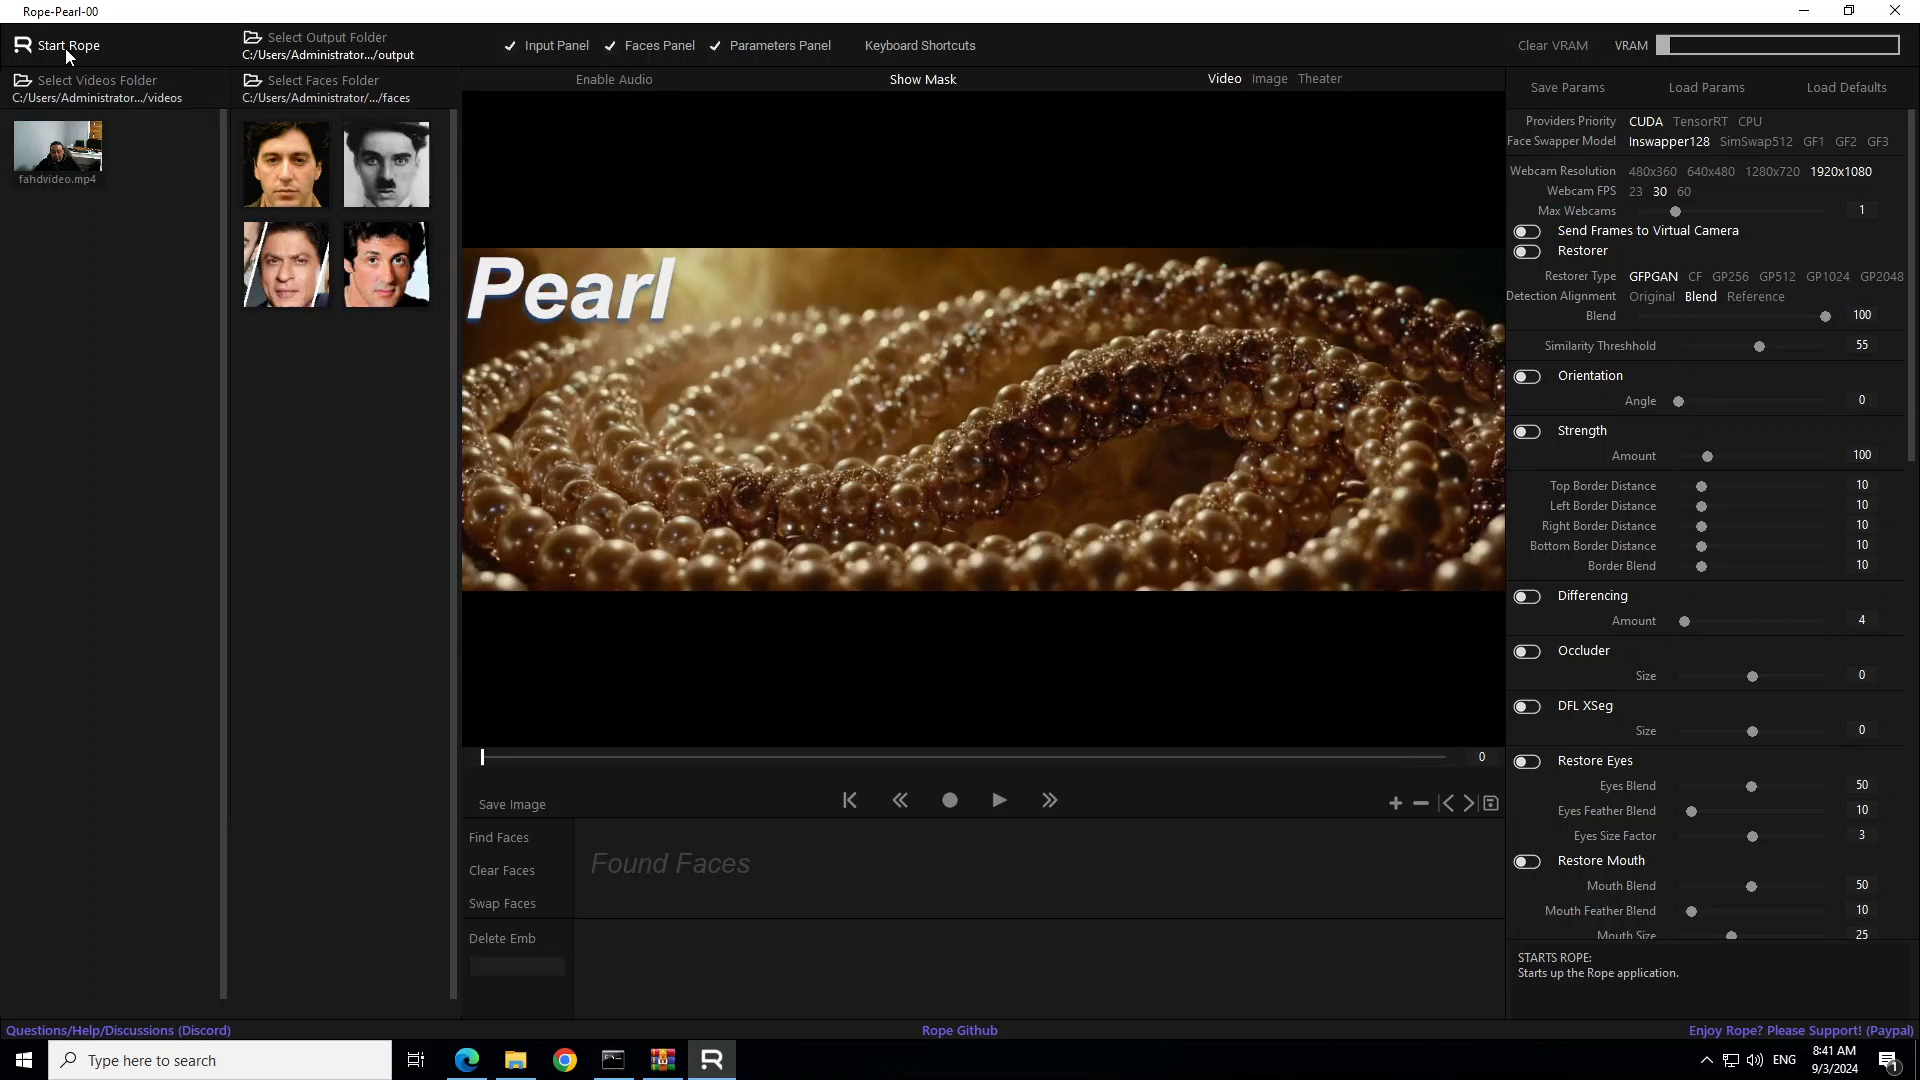 Rope-Pearl-00
Start Rope
Select Output Folder
C:/Users/Administrator.../output
Input Panel
Faces Panel
Parameters Panel
Keyboard Shortcuts
Clear VRAM
VRAM
Select Videos Folder
C:/Users/Administrator.../videos
Select Faces Folder
C:/Users/Administrator/.../faces
Enable Audio
Show Mask
Video Image Theater
Save Params
Load Params
Load Defaults
fahdvideo.mp4
Pearl
Providers Priority CUDA TensorRT CPU
Face Swapper Model Inswapper128 SimSwap512 GF1 GF2 GF3
Webcam Resolution 480x360 640x480 1280x720 1920x1080
Webcam FPS 23 30 60
Max Webcams 1
Send Frames to Virtual Camera
Restorer
Restorer Type GFPGAN CF GP256 GP512 GP1024 GP2048
Detection Alignment Original Blend Reference
Blend 100
Similarity Threshhold 55
Orientation
Angle 0
Strength
Amount 100
Top Border Distance 10
Left Border Distance 10
Right Border Distance 10
Bottom Border Distance 10
Border Blend 10
Differencing
Amount 4
Occluder
Size 0
DFL XSeg
Size 0
Restore Eyes
Eyes Blend 50
Eyes Feather Blend 10
Eyes Size Factor 3
Restore Mouth
Mouth Blend 50
Mouth Feather Blend 10
Mouth Size 25
0
Save Image
Find Faces
Clear Faces
Swap Faces
Found Faces
Delete Emb
STARTS ROPE:
Starts up the Rope application.
Questions/Help/Discussions (Discord)
Rope Github
Enjoy Rope? Please Support! (Paypal)
Type here to search
ENG
8:41 AM
9/3/2024
1